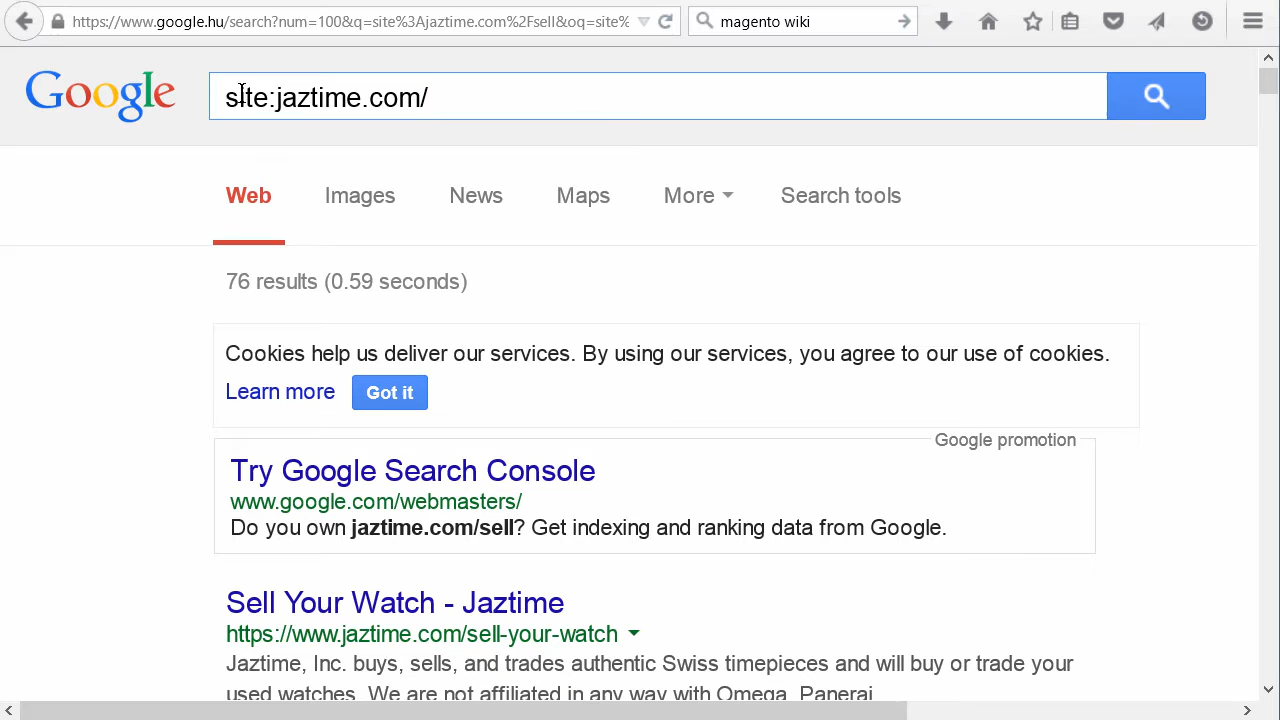 https://www.google.hu/search?num=100&q=site%3Ajaztime.com%2Fsell&oq=site%
magento wiki
Google
site:jaztime.com/
Web Images News Maps More Search tools
76 results (0.59 seconds)
Cookies help us deliver our services. By using our services, you agree to our use of cookies.
Learn more Got it
Google promotion
Try Google Search Console
www.google.com/webmasters/
Do you own jaztime.com/sell? Get indexing and ranking data from Google.
Sell Your Watch - Jaztime
https://www.jaztime.com/sell-your-watch
Jaztime, Inc. buys, sells, and trades authentic Swiss timepieces and will buy or trade your
used watches. We are not affiliated in any way with Omega, Panerai